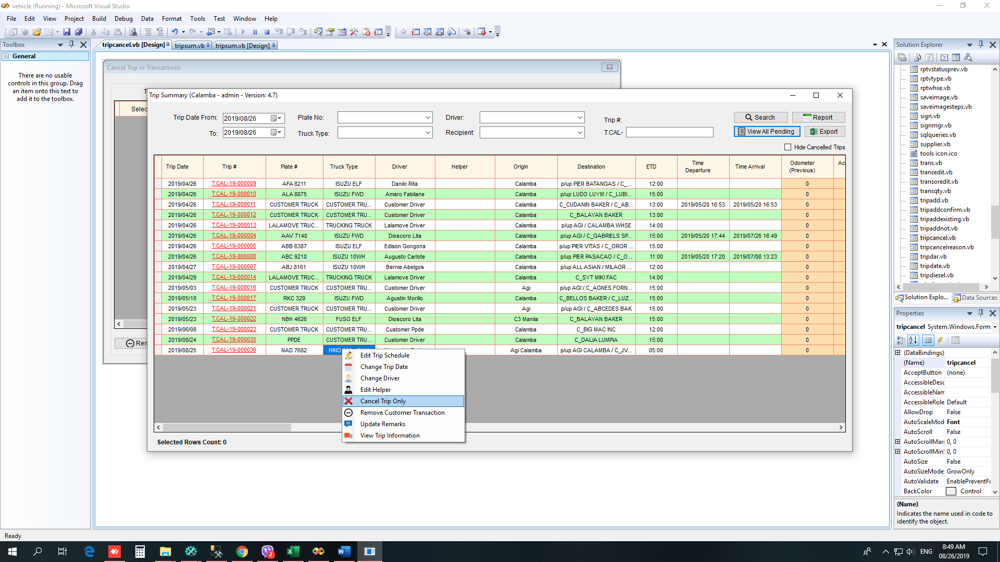 vehicle (Running) - Microsoft Visual Studio
File Edit View Project Build Debug Data Format Tools Test Window Help
Toolbox
General
There are no usable
controls in this group. Drag
an item onto this text to
add it to the toolbox.
tripcancel.vb [Design] tripsum.vb tripsum.vb [Design]
Cancel Trip or Transactions
Selec
Trip Summary (Calamba - admin - Version: 4.7)
Trip Date From: 2019/08/26 Plate No: Driver: Trip #: Search Report
To: 2019/08/26 Truck Type: Recipient: T.CAL- View All Pending Export
Hide Cancelled Trips
Trip Date Trip # Plate # Truck Type Driver Helper Origin Destination ETD Time Departure Time Arrival Odometer (Previous) Ac
2019/04/26 T.CAL-19-000009 AFA 8211 ISUZU ELF Danilo Rita Calamba p/up PIER BATANGAS / C_... 12:00 0
2019/04/26 T.CAL-19-000010 ALA 8875 ISUZU FWD Amaro Fabilane Calamba p/up LUDO LUYM / C_LUBI... 15:00 0
2019/04/26 T.CAL-19-000011 CUSTOMER TRUCK CUSTOMER TRU... Customer Driver Calamba C_CUDANIN BAKER / C_AB... 13:00 2019/05/20 16:53 2019/05/20 16:53 0
2019/04/26 T.CAL-19-000012 CUSTOMER TRUCK CUSTOMER TRU... Customer Driver Calamba C_BALAYAN BAKER 13:00 0
2019/04/26 T.CAL-19-000013 LALAMOVE TRUC... TRUCKING TRUCK Lalamove Driver Calamba p/up AGI / CALAMBA WHSE 14:00 0
2019/04/26 T.CAL-19-000004 AAV 7140 ISUZU FWD Dioscoro Lita Calamba p/up AGI / C_GABRIELS SP... 15:00 2019/05/20 17:44 2019/07/26 16:49 0
2019/04/26 T.CAL-19-000005 ABB 6387 ISUZU ELF Edison Gongona Calamba p/up PIER VITAS / C_OROR ... 15:00 0
2019/04/26 T.CAL-19-000006 ABC 9210 ISUZU 10WH Augusto Carlote Calamba p/up PIER PASACAO / C_O... 11:00 2019/05/20 17:20 2019/07/08 13:23 0
2019/04/27 T.CAL-19-000007 ABJ 8161 ISUZU 10WH Bernie Abelgos Calamba p/up ALL ASIAN / MILAOR ... 12:00 0
2019/04/29 T.CAL-19-000014 LALAMOVE TRUC... TRUCKING TRUCK Lalamove Driver Calamba C_SYT MIKI FAC 14:00 0
2019/05/03 T.CAL-19-000016 CUSTOMER TRUCK CUSTOMER TRU... Customer Driver Agi p/up AGI / C_AGNES FORN... 15:00 0
2019/05/18 T.CAL-19-000017 RKC 329 ISUZU FWD Agustin Morillo Calamba C_BELLOS BAKER / C_LUZ... 15:00 0
2019/05/23 T.CAL-19-000021 CUSTOMER TRUCK CUSTOMER TRU... Customer Driver Agi p/up AGI / C_ABCEDES BAK 15:00 0
2019/05/23 T.CAL-19-000022 NBH 4626 FUSO ELF Dioscoro Lita C3 Manila C_BALAYAN BAKER 15:00 0
2019/06/08 T.CAL-19-000023 CUSTOMER TRUCK CUSTOMER TRU... Customer Ppde Calamba C_BIG MAC INC 12:00 0
2019/08/24 T.CAL-19-000035 PPDE CUSTOMER TRU... Customer Driver Calamba C_DALIA LUMPIA 15:00 0
2019/08/25 T.CAL-19-000036 NAD 7682 HINO Agi Calamba p/up AGI CALAMBA / C_JV... 05:00 0
Ren
Edit Trip Schedule
Change Trip Date
Change Driver
Edit Helper
Cancel Trip Only
Remove Customer Transaction
Update Remarks
View Trip Information
Selected Rows Count: 0
Solution Explorer
rptvstatusprev.vb
rptvtype.vb
rptwhse.vb
saveimage.vb
saveimagesteps.vb
sign.vb
signmgr.vb
sqlqueries.vb
supplier.vb
tools icon.ico
trans.vb
transedit.vb
transoredit.vb
transqty.vb
tripadd.vb
tripaddconfirm.vb
tripaddexisting.vb
tripaddnot.vb
tripcancel.vb
tripcancelreason.vb
tripdar.vb
tripdate.vb
tripdiesel.vb
Solution Explo... Data Sources
Properties
tripcancel System.Windows.Form
(DataBindings)
(Name) tripcancel
AcceptButton (none)
AccessibleDesc
AccessibleNam
AccessibleRole Default
AllowDrop False
AutoScaleMod Font
AutoScroll False
AutoScrollMar 0, 0
AutoScrollMinS 0, 0
AutoSize False
AutoSizeMode GrowOnly
AutoValidate EnablePreventFo
BackColor Control
(Name)
Indicates the name used in code to
identify the object.
Ready
2
ENG
8:49 AM
08/26/2019